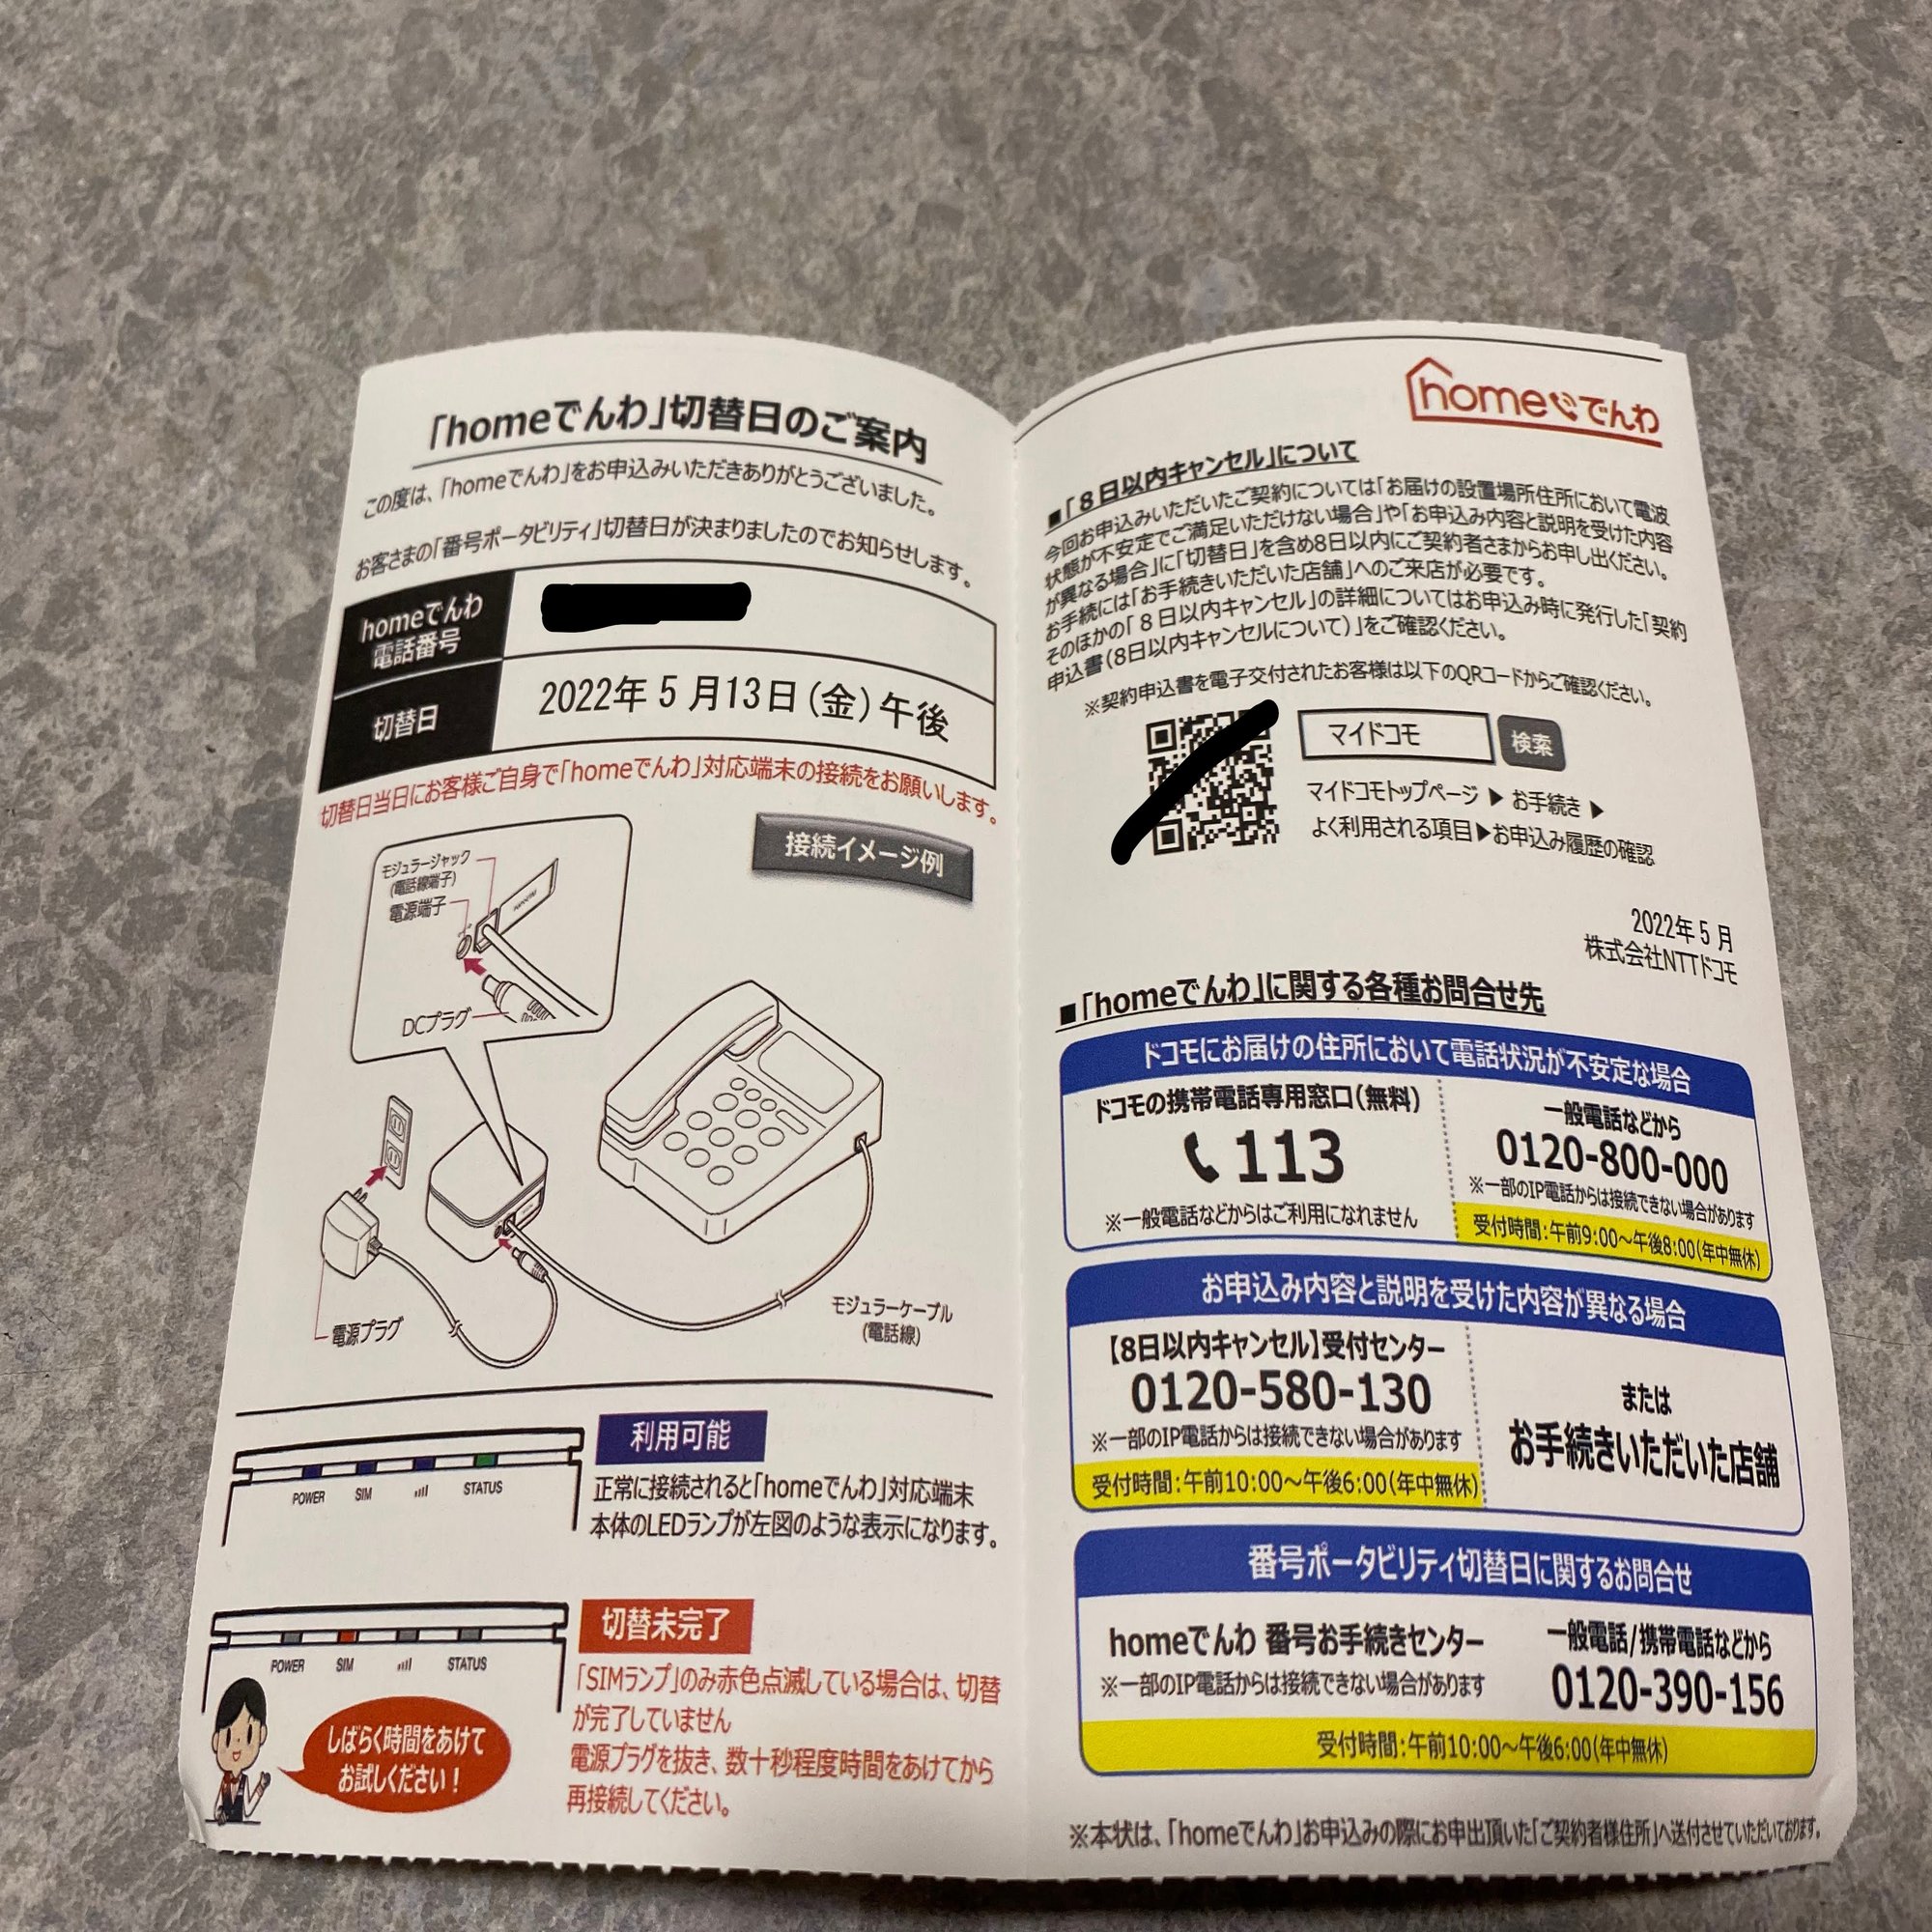 「homeでんわ」切替日のご案内
この度は、「homeでんわ」をお申込みいただきありがとうございました。
お客さまの「番号ポータビリティ」切替日が決まりましたのでお知らせします。
homeでんわ
電話番号
切替日
2022年5月13日(金)午後
切替日当日にお客様ご自身で「homeでんわ」対応端末の接続をお願いします。
接続イメージ例
モジュラージャック
(電話線端子)
電源端子
DCプラグ
電源プラグ
モジュラーケーブル
(電話線)
POWER SIM STATUS
利用可能
正常に接続されると「homeでんわ」対応端末
本体のLEDランプが左図のような表示になります。
POWER SIM STATUS
切替未完了
「SIMランプ」のみ赤色点滅している場合は、切替
が完了していません
電源プラグを抜き、数十秒程度時間をあけてから
再接続してください。
しばらく時間をあけて
お試しください!
homeでんわ
■「8日以内キャンセル」について
今回お申込みいただいたご契約については「お届けの設置場所住所において電波
状態が不安定でご満足いただけない場合」や「お申込み内容と説明を受けた内容
が異なる場合」に「切替日」を含め8日以内にご契約者さまからお申し出ください。
お手続には「お手続きいただいた店舗」へのご来店が必要です。
そのほかの「8日以内キャンセル」の詳細についてはお申込み時に発行した「契約
申込書(8日以内キャンセルについて)」をご確認ください。
※契約申込書を電子交付されたお客様は以下のQRコードからご確認ください。
マイドコモ 検索
マイドコモトップページ ▶ お手続き ▶
よく利用される項目▶お申込み履歴の確認
2022年5月
株式会社NTTドコモ
■「homeでんわ」に関する各種お問合せ先
ドコモにお届けの住所において電話状況が不安定な場合
ドコモの携帯電話専用窓口(無料)
113
※一般電話などからはご利用になれません
一般電話などから
0120-800-000
※一部のIP電話からは接続できない場合があります
受付時間:午前9:00～午後8:00(年中無休)
お申込み内容と説明を受けた内容が異なる場合
【8日以内キャンセル】受付センター
0120-580-130
※一部のIP電話からは接続できない場合があります
受付時間:午前10:00～午後6:00(年中無休)
または
お手続きいただいた店舗
番号ポータビリティ切替日に関するお問合せ
homeでんわ 番号お手続きセンター
※一部のIP電話からは接続できない場合があります
一般電話/携帯電話などから
0120-390-156
受付時間:午前10:00～午後6:00(年中無休)
※本状は、「homeでんわ」お申込みの際にお申出頂いた「ご契約者様住所」へ送付させていただいております。